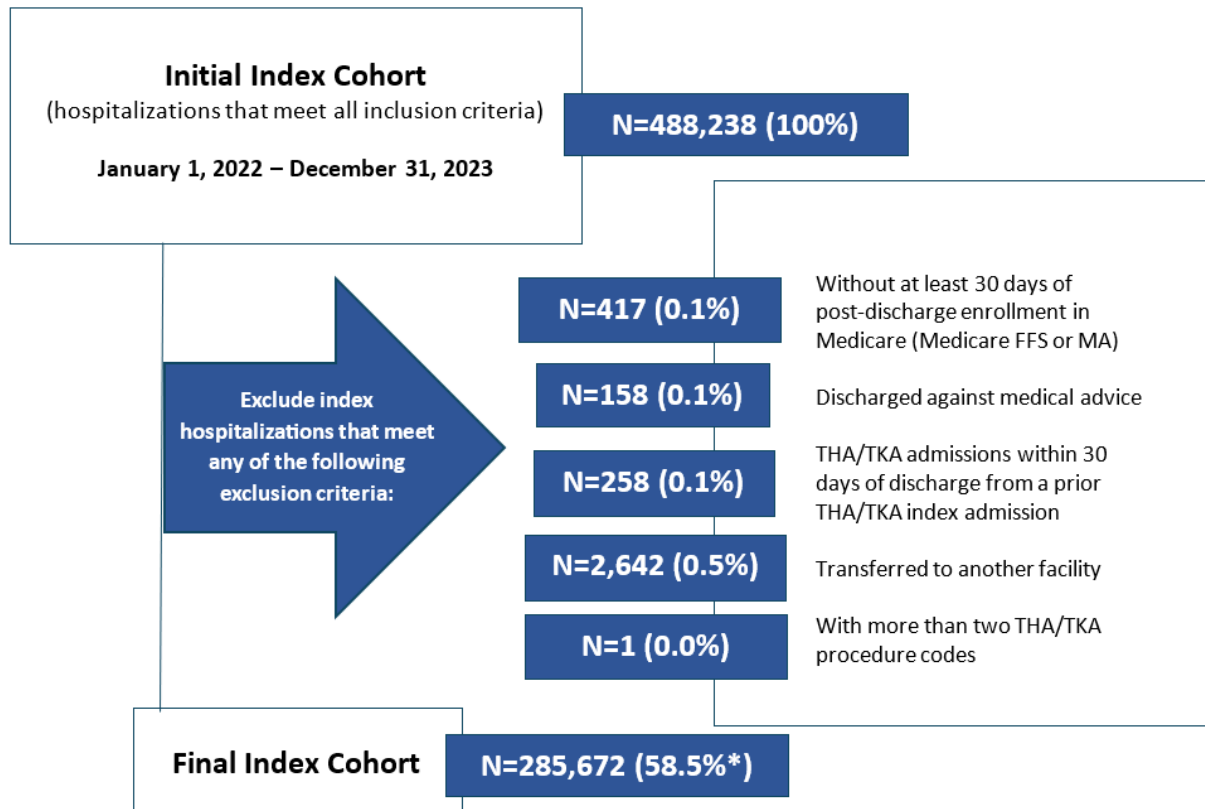 Initial Index Cohort
(hospitalizations that meet all inclusion criteria)
January 1, 2022 – December 31, 2023
N=488,238 (100%)
Exclude index
hospitalizations that meet
any of the following
exclusion criteria:
N=417 (0.1%)
Without at least 30 days of
post-discharge enrollment in
Medicare (Medicare FFS or MA)
N=158 (0.1%)
Discharged against medical advice
N=258 (0.1%)
THA/TKA admissions within 30
days of discharge from a prior
THA/TKA index admission
N=2,642 (0.5%)
Transferred to another facility
N=1 (0.0%)
With more than two THA/TKA
procedure codes
Final Index Cohort
N=285,672 (58.5%*)